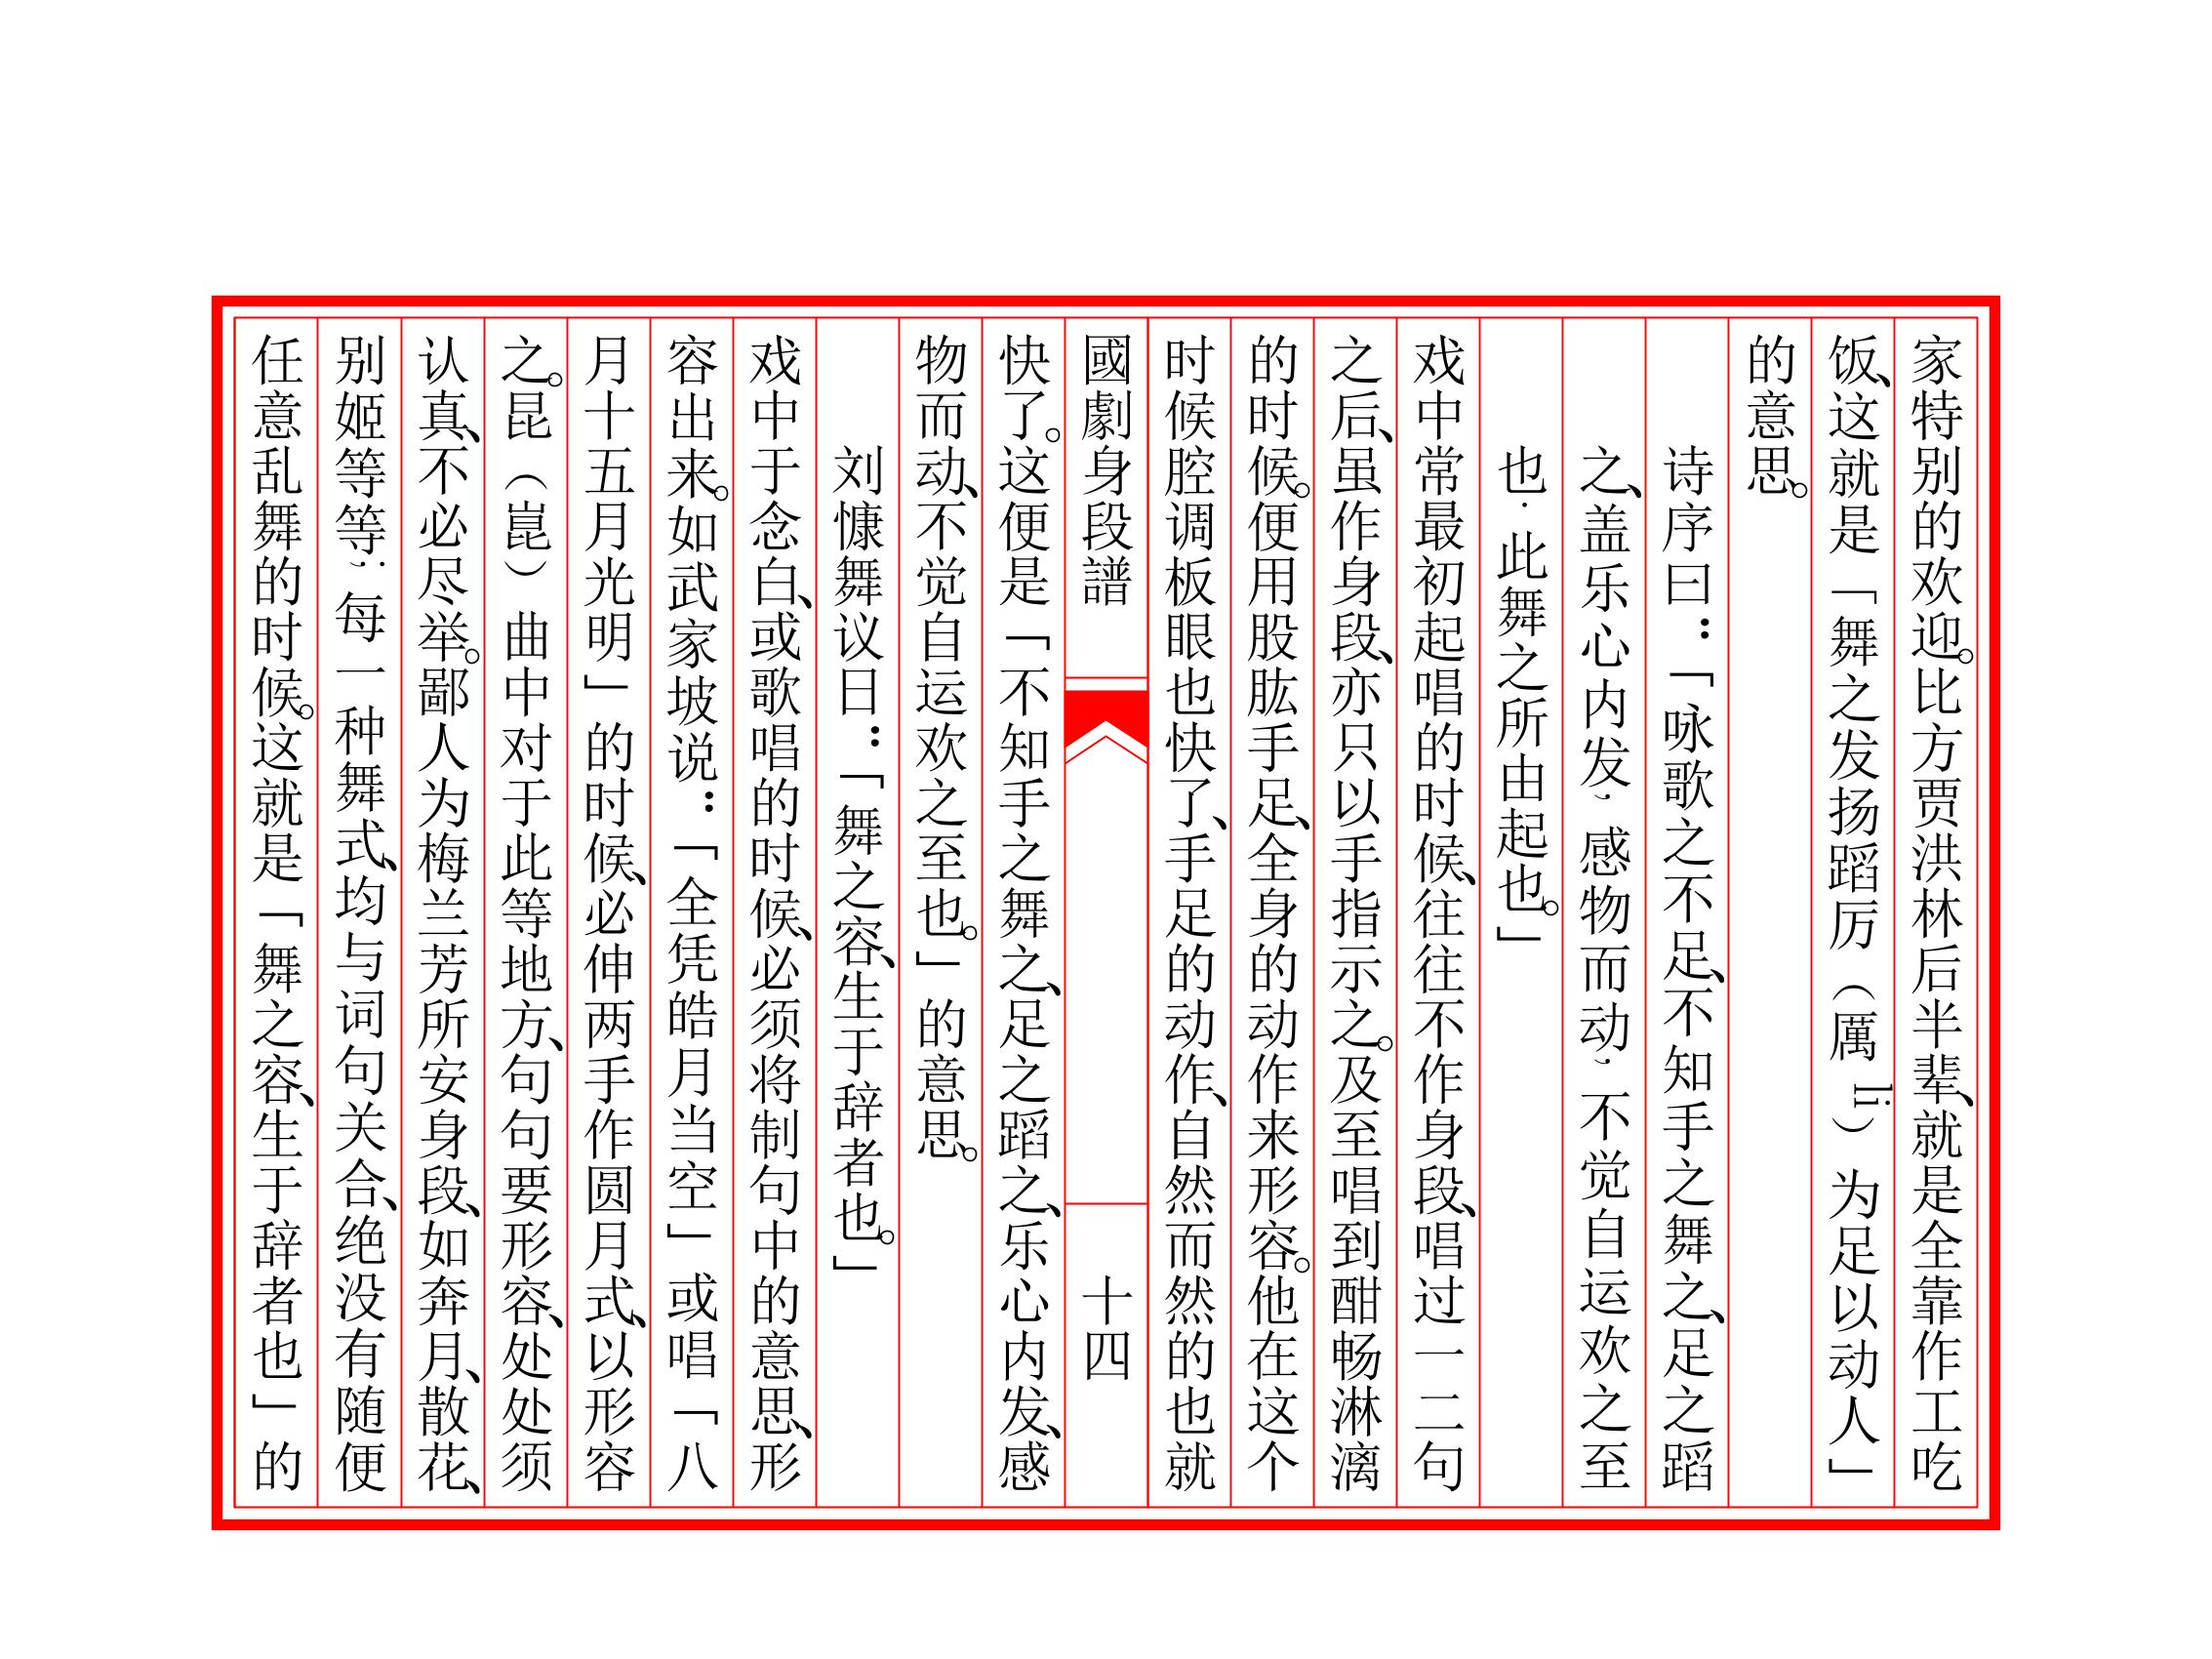 家特别的欢迎。比方贾洪林后半辈、就是全靠作工吃
饭、这就是「舞之发扬蹈厉（厲li）为足以动人」
的意思。
诗序曰：「咏歌之不足、不知手之舞之、足之蹈
之、盖乐心内发，感物而动，不觉自运欢之至
也．此舞之所由起也。」
戏中常最初起唱的时候、往往不作身段、唱过一二句
之后、虽作身段、亦只以手指示之。及至唱到酣畅淋漓
的时候。便用股肱手足、全身的动作来形容。他在这个
时候腔调板眼也快了、手足的动作、自然而然的也就
國劇身段譜 十四
快了。这便是「不知手之舞之、足之蹈之、乐心内发、感
物而动、不觉自运欢之至也。」的意思。
刘慷舞议日：「舞之容、生于辞者也。」
戏中于念白、或歌唱的时候、必须将制句中的意思、形
容出来。如武家坡说：「全凭皓月当空」或唱「八
月十五月光明」的时候、必伸两手作圆月式、以形容
之。昆（崑）曲中对于此等地方、句句要形容、处处须
认真、不必尽举。鄙人为梅兰芳所安身段、如奔月、散花、
别姬等等；每一种舞式、均与词句关合、绝没有随便
任意乱舞的时候。这就是「舞之容、生于辞者也」的